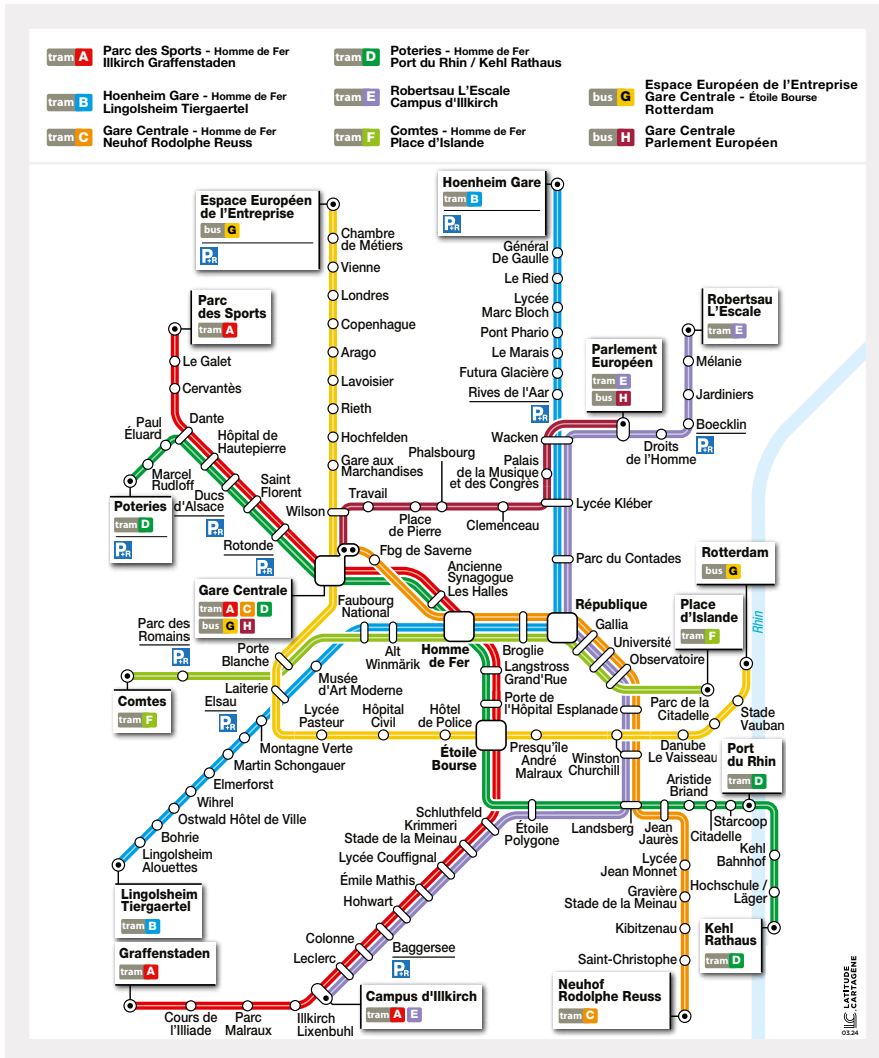 tram A Parc des Sports - Homme de Fer
Illkirch Graffenstaden
tram B Hoenheim Gare - Homme de Fer
Lingolsheim Tiergaertel
tram C Gare Centrale - Homme de Fer
Neuhof Rodolphe Reuss
tram D Poteries - Homme de Fer
Port du Rhin / Kehl Rathaus
tram E Robertsau L'Escale
Campus d'Illkirch
tram F Comtes - Homme de Fer
Place d'Islande
bus G Espace Européen de l'Entreprise
Gare Centrale - Étoile Bourse
Rotterdam
bus H Gare Centrale
Parlement Européen
Espace Européen
de l'Entreprise
bus G
P+R
Chambre
de Métiers
Vienne
Londres
Copenhague
Arago
Lavoisier
Rieth
Hochfelden
Gare aux
Marchandises
Wilson
Hoenheim Gare
tram B
P+R
Général
De Gaulle
Le Ried
Lycée
Marc Bloch
Pont Phario
Le Marais
Futura Glacière
Rives de l'Aar
P+R
Wacken
Palais
de la Musique
et des Congrès
Lycée Kléber
Parc du Contades
Parlement
Européen
tram E
bus H
Robertsau
L'Escale
tram E
Mélanie
Jardiniers
Boecklin
P+R
Droits
de l'Homme
Parc
des Sports
tram A
Le Galet
Cervantès
Dante
Paul
Éluard
Marcel
Rudloff
Poteries
tram D
P+R
Hôpital de
Hautepierre
Ducs
d'Alsace
P+R
Saint
Florent
Rotonde
P+R
Travail
Phalsbourg
Place
de Pierre
Clemenceau
Fbg de Saverne
Ancienne
Synagogue
Les Halles
Gare Centrale
tram A C D
bus G H
Faubourg
National
Alt
Winmärik
Homme
de Fer
Broglie
République
Gallia
Université
Observatoire
Rotterdam
bus G
Place
d'Islande
tram F
Rhin
Parc des
Romains
P+R
Comtes
tram F
Porte
Blanche
Laiterie
Elsau
P+R
Musée
d'Art Moderne
Langstross
Grand'Rue
Porte de
l'Hôpital
Esplanade
Parc de la
Citadelle
Stade
Vauban
Lycée
Pasteur
Hôpital
Civil
Hôtel
de Police
Étoile
Bourse
Presqu'île
André
Malraux
Winston
Churchill
Danube
Le Vaisseau
Port
du Rhin
tram D
Montagne Verte
Martin Schongauer
Elmerforst
Wihrel
Ostwald Hôtel de Ville
Bohrie
Lingolsheim
Alouettes
Lingolsheim
Tiergaertel
tram B
Schluthfeld
Krimmeri
Stade de la Meinau
Lycée Couffignal
Émile Mathis
Hohwart
Colonne
Leclerc
Baggersee
P+R
Étoile
Polygone
Landsberg
Jean
Jaurès
Aristide
Briand
Citadelle
Starcoop
Kehl
Bahnhof
Hochschule /
Läger
Kehl
Rathaus
tram D
Lycée
Jean Monnet
Gravière
Stade de la Meinau
Kibitzenau
Saint-Christophe
Neuhof
Rodolphe Reuss
tram C
Graffenstaden
tram A
Cours de
l'Illiade
Parc
Malraux
Illkirch
Lixenbuhl
Campus d'Illkirch
tram A E
LATITUDE
CARTAGÈNE
03.24